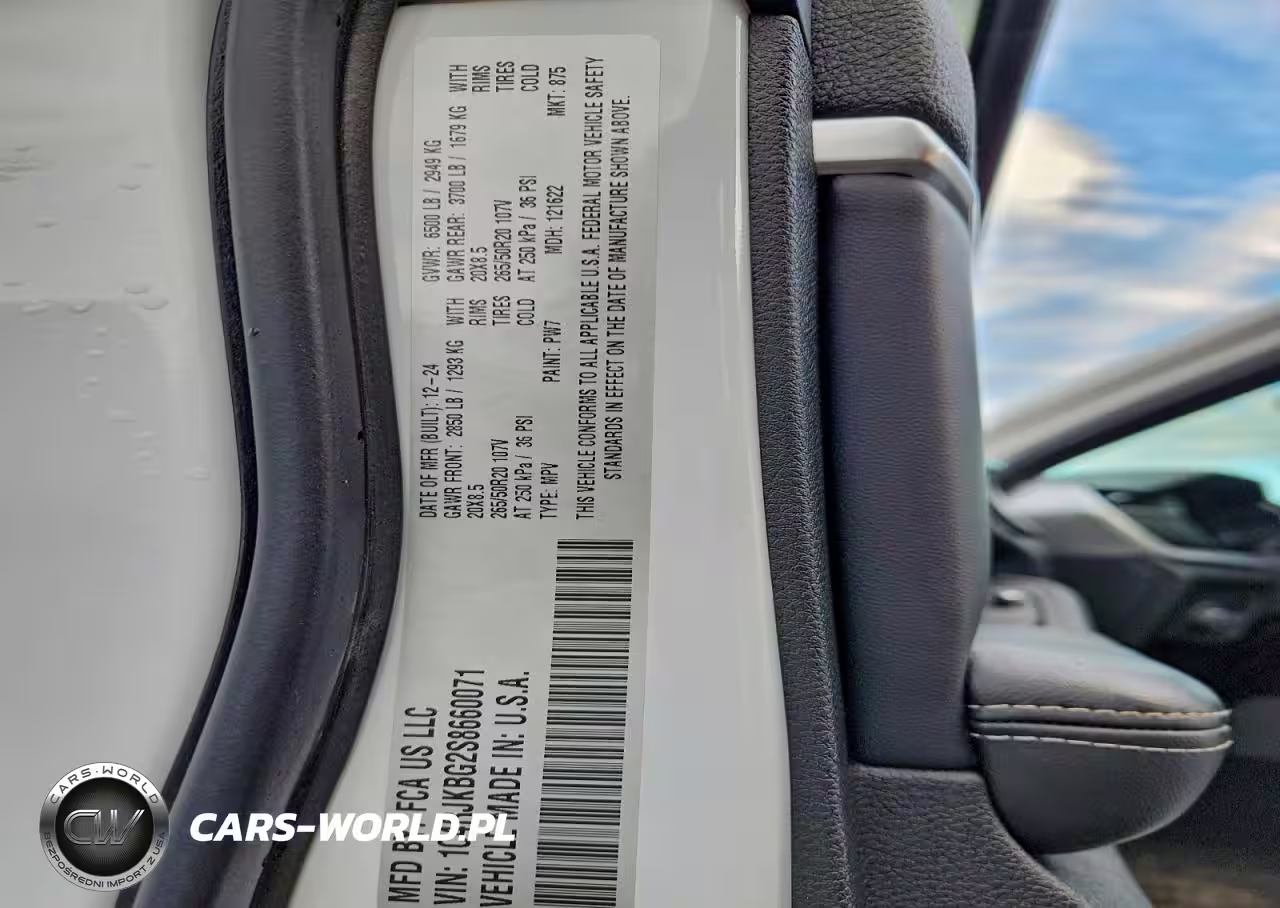 MFD BY: FCA US LLC
VEHICLE MADE IN: U.S.A.
DATE OF MFR (BUILT): 12-24 GVWR: 6500 LB / 2949 KG
GAWR FRONT: 2850 LB / 1293 KG WITH GAWR REAR: 3700 LB / 1679 KG WITH
20X8.5 RIMS 20X8.5 RIMS
265/50R20 107V TIRES 265/50R20 107V TIRES
AT 250 kPa / 36 PSI COLD AT 250 kPa / 36 PSI COLD
TYPE: MPV PAINT: PW7 MDH: 121622 MKT: 875
THIS VEHICLE CONFORMS TO ALL APPLICABLE U.S.A. FEDERAL MOTOR VEHICLE SAFETY
STANDARDS IN EFFECT ON THE DATE OF MANUFACTURE SHOWN ABOVE.
VIN:
CARS-WORLD
CW
BEZPOŚREDNI IMPORT Z USA
CARS-WORLD.PL